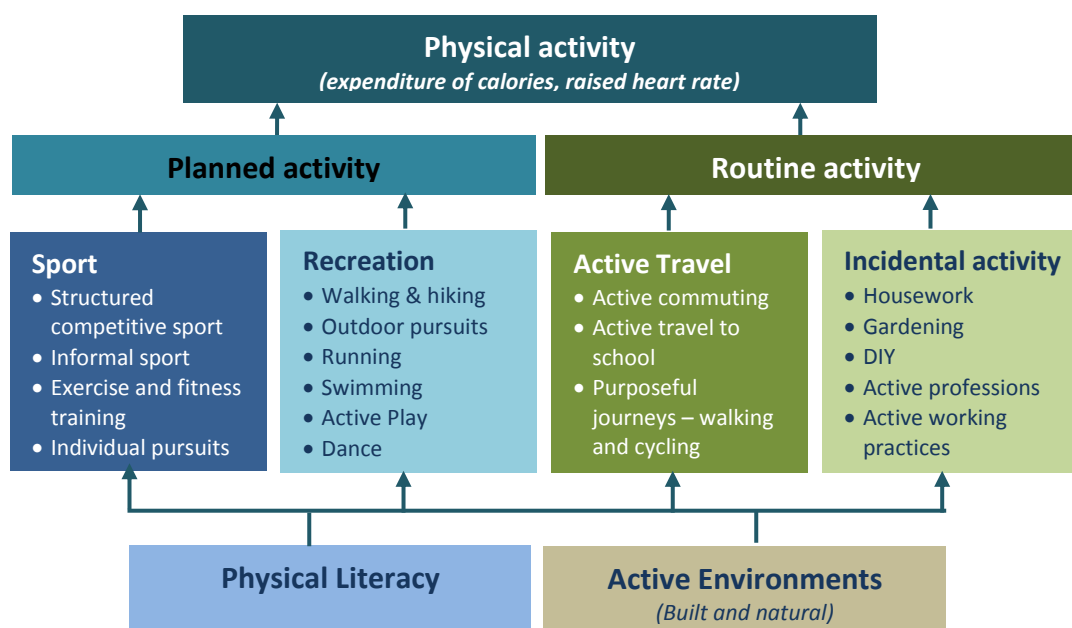 Physical activity
(expenditure of calories, raised heart rate)
Planned activity
Routine activity
Sport
• Structured
competitive sport
• Informal sport
• Exercise and fitness
training
• Individual pursuits
Recreation
• Walking & hiking
• Outdoor pursuits
• Running
• Swimming
• Active Play
• Dance
Active Travel
• Active commuting
• Active travel to
school
• Purposeful
journeys – walking
and cycling
Incidental activity
• Housework
• Gardening
• DIY
• Active professions
• Active working
practices
Physical Literacy
Active Environments
(Built and natural)